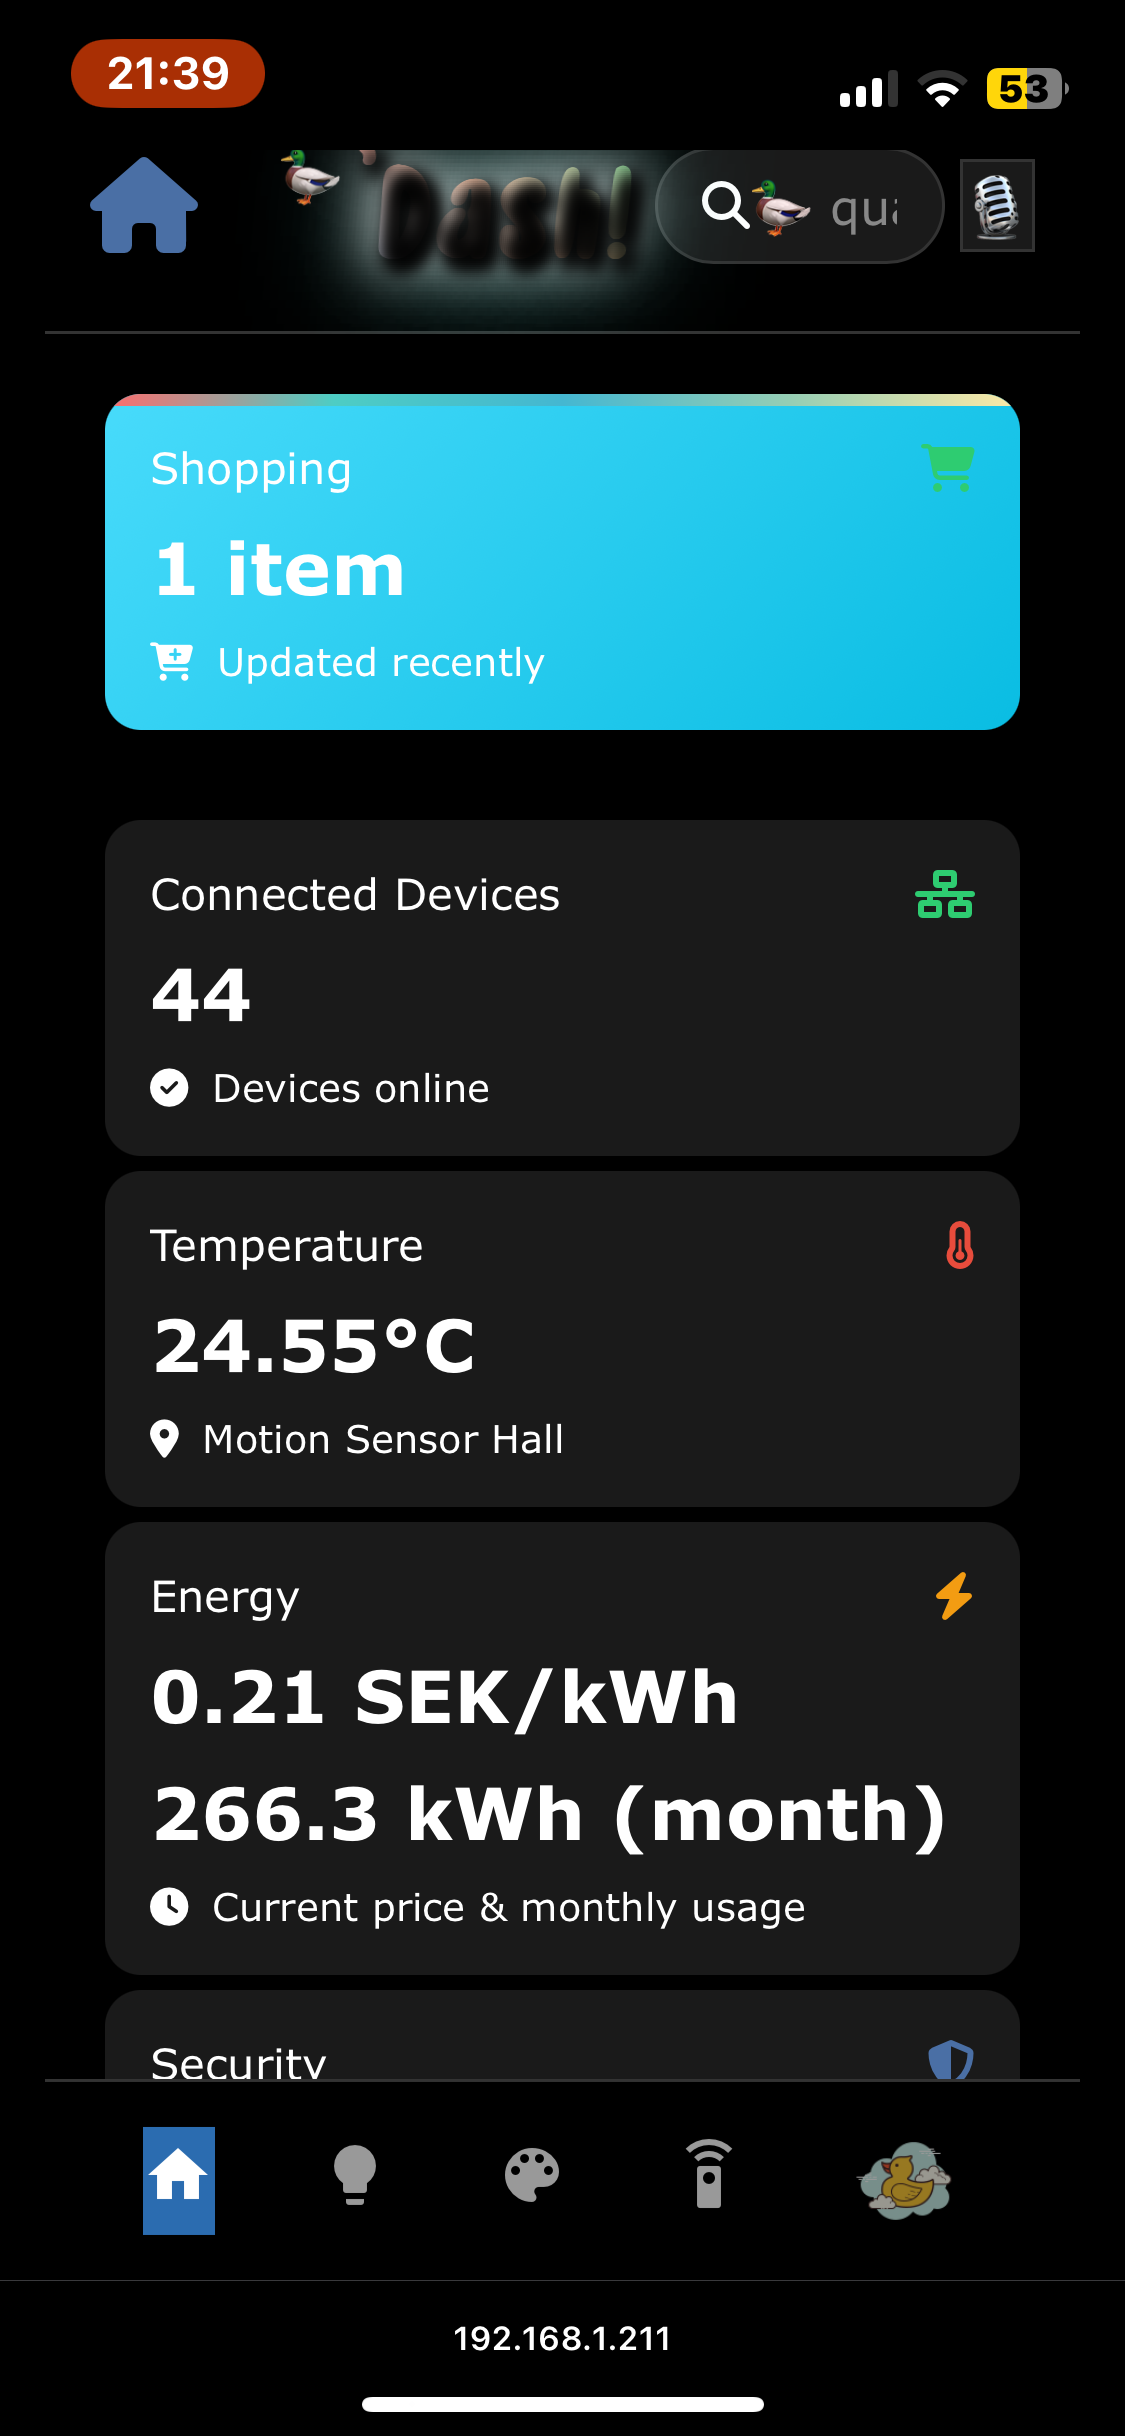 21:39
53
Dash!
qua
Shopping
1 item
Updated recently
Connected Devices
44
Devices online
Temperature
24.55°C
Motion Sensor Hall
Energy
0.21 SEK/kWh
266.3 kWh (month)
Current price & monthly usage
Security
192.168.1.211